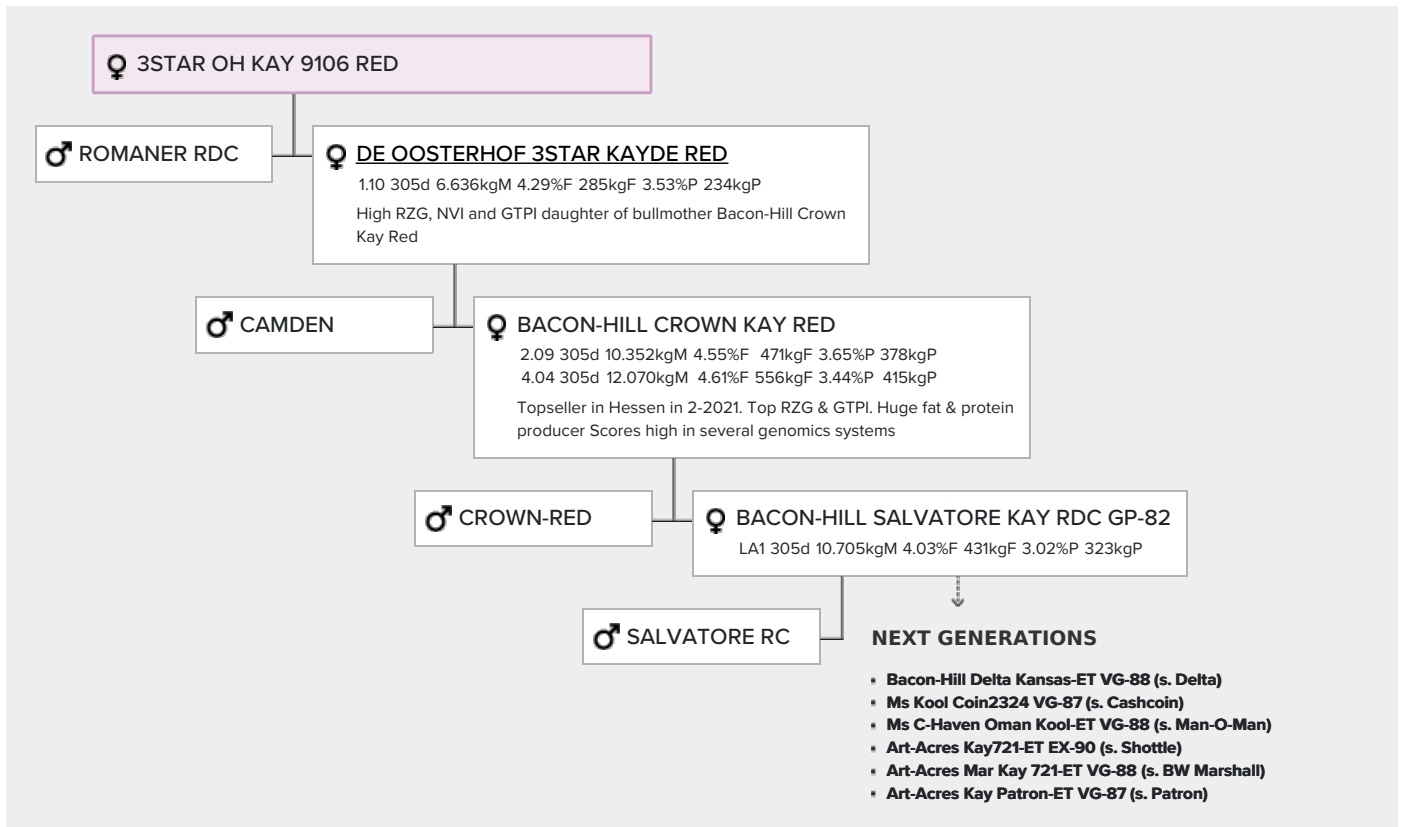 3STAR OH KAY 9106 RED
ROMANER RDC
DE OOSTERHOF 3STAR KAYDE RED
1.10 305d 6.636kgM 4.29%F 285kgF 3.53%P 234kgP
High RZG, NVI and GTPI daughter of bullmother Bacon-Hill Crown
Kay Red
CAMDEN
BACON-HILL CROWN KAY RED
2.09 305d 10.352kgM 4.55%F 471kgF 3.65%P 378kgP
4.04 305d 12.070kgM 4.61%F 556kgF 3.44%P 415kgP
Topseller in Hessen in 2-2021. Top RZG & GTPI. Huge fat & protein
producer Scores high in several genomics systems
CROWN-RED
BACON-HILL SALVATORE KAY RDC GP-82
LA1 305d 10.705kgM 4.03%F 431kgF 3.02%P 323kgP
SALVATORE RC
NEXT GENERATIONS
Bacon-Hill Delta Kansas-ET VG-88 (s. Delta)
Ms Kool Coin2324 VG-87 (s. Cashcoin)
Ms C-Haven Oman Kool-ET VG-88 (s. Man-O-Man)
Art-Acres Kay721-ET EX-90 (s. Shottle)
Art-Acres Mar Kay 721-ET VG-88 (s. BW Marshall)
Art-Acres Kay Patron-ET VG-87 (s. Patron)